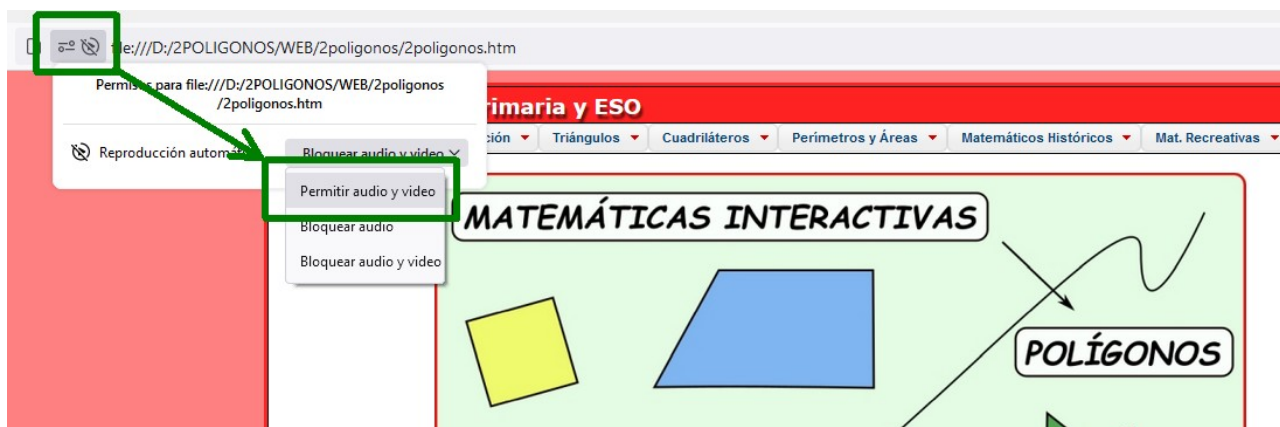 file:///D:/2POLIGONOS/WEB/2poligonos/2poligonos.htm
Permisos para file:///D:/2POLIGONOS/WEB/2poligonos
/2poligonos.htm
Primaria y ESO
Triángulos Cuadriláteros Perímetros y Áreas Matemáticos Históricos Mat. Recreativas
Reproducción Bloquear audio y video
Permitir audio y video
Bloquear audio
Bloquear audio y video
MATEMÁTICAS INTERACTIVAS
POLÍGONOS